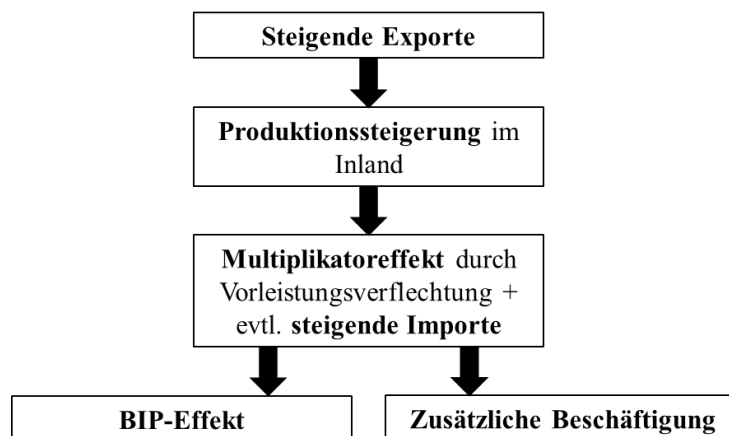 Steigende Exporte
Produktionssteigerung im
Inland
Multiplikatoreffekt durch
Vorleistungsverflechtung +
evtl. steigende Importe
BIP-Effekt
Zusätzliche Beschäftigung